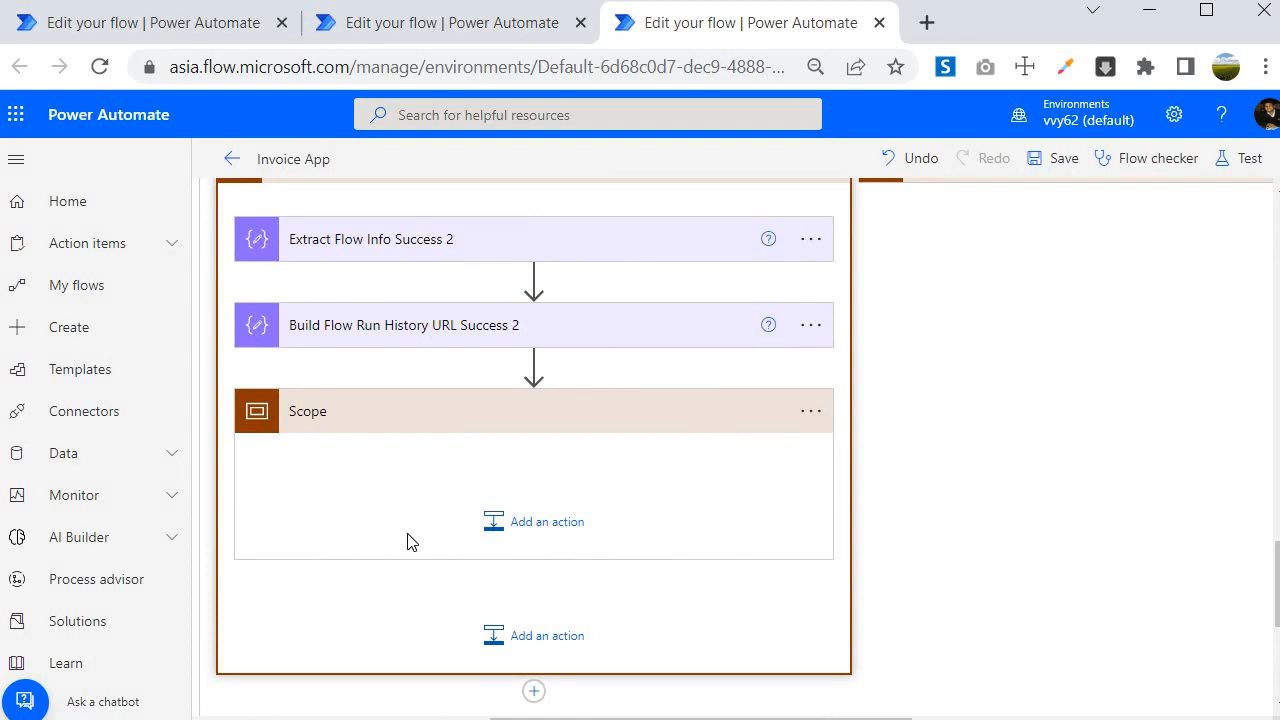 Edit your flow | Power Automate
Edit your flow | Power Automate
Edit your flow | Power Automate
asia.flow.microsoft.com/manage/environments/Default-6d68c0d7-dec9-4888-...
Power Automate
Search for helpful resources
Environments
vvy62 (default)
Invoice App
Undo
Redo
Save
Flow checker
Test
Home
Action items
My flows
Create
Templates
Connectors
Data
Monitor
AI Builder
Process advisor
Solutions
Learn
Ask a chatbot
Extract Flow Info Success 2
Build Flow Run History URL Success 2
Scope
Add an action
Add an action